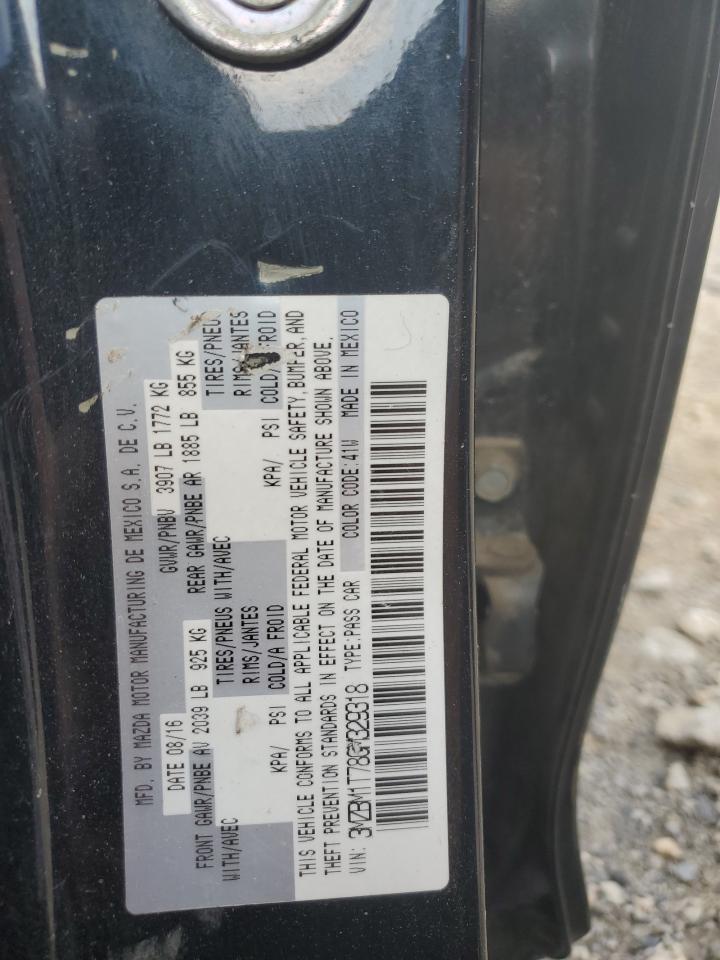 MFD. BY MAZDA MOTOR MANUFACTURING DE MEXICO S.A. DE C.V.
DATE 08/16 GVWR/PNBV 3907 LB 1772 KG
FRONT GAWR/PNBE AV 2039 LB 925 KG REAR GAWR/PNBE AR 1885 LB 855 KG
WITH/AVEC TIRES/PNEUS WITH/AVEC TIRES/PNEU
RIMS/JANTES RIMS/JANTES
KPA/ PSI COLD/A FROID KPA/ PSI COLD/ FROID
THIS VEHICLE CONFORMS TO ALL APPLICABLE FEDERAL MOTOR VEHICLE SAFETY, BUMPER, AND
THEFT PREVENTION STANDARDS IN EFFECT ON THE DATE OF MANUFACTURE SHOWN ABOVE.
VIN: 3MZBM1T78GM329318 TYPE:PASS CAR COLOR CODE:41W MADE IN MEXICO